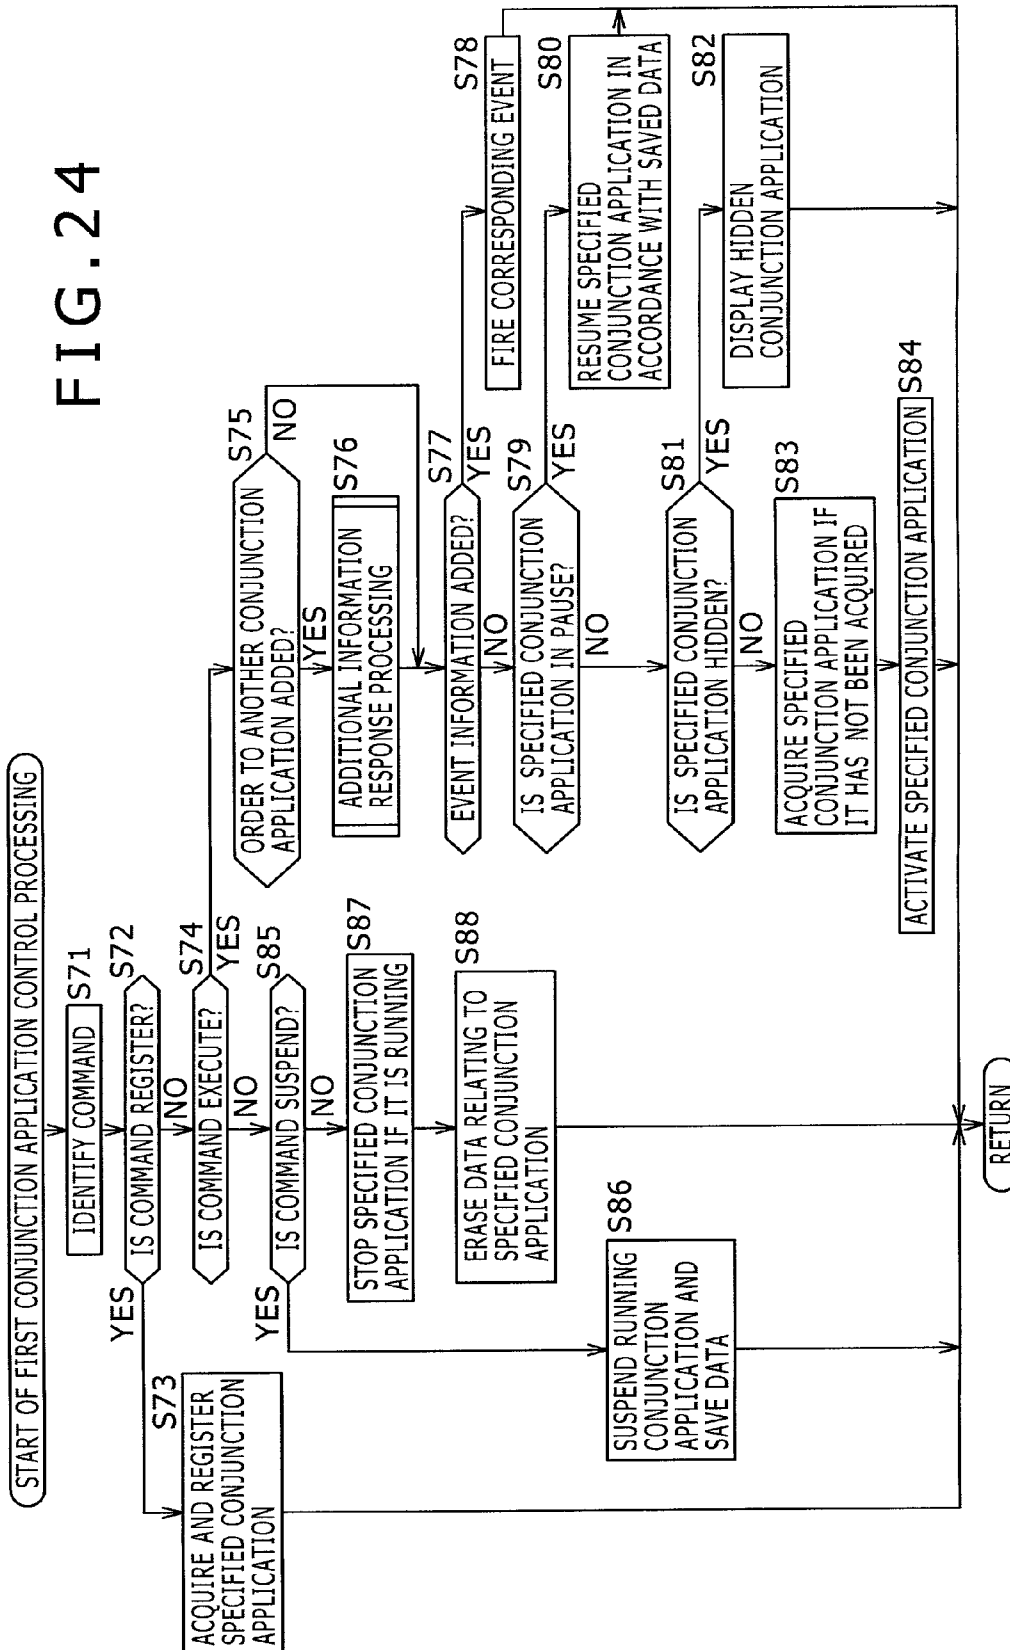 FIG.24
START OF FIRST CONJUNCTION APPLICATION CONTROL PROCESSING
S71
IDENTIFY COMMAND
S72
IS COMMAND REGISTER?
YES
NO
S73
ACQUIRE AND REGISTER
SPECIFIED CONJUNCTION
APPLICATION
S74
IS COMMAND EXECUTE?
YES
NO
S75
ORDER TO ANOTHER CONJUNCTION
APPLICATION ADDED?
NO
YES
S76
ADDITIONAL INFORMATION
RESPONSE PROCESSING
S77
EVENT INFORMATION ADDED?
YES
NO
S78
FIRE CORRESPONDING EVENT
S79
IS SPECIFIED CONJUNCTION
APPLICATION IN PAUSE?
YES
NO
S80
RESUME SPECIFIED
CONJUNCTION APPLICATION IN
ACCORDANCE WITH SAVED DATA
S81
IS SPECIFIED CONJUNCTION
APPLICATION HIDDEN?
YES
NO
S82
DISPLAY HIDDEN
CONJUNCTION APPLICATION
S83
ACQUIRE SPECIFIED
CONJUNCTION APPLICATION IF
IT HAS NOT BEEN ACQUIRED
S84
ACTIVATE SPECIFIED CONJUNCTION APPLICATION
S85
IS COMMAND SUSPEND?
YES
NO
S86
SUSPEND RUNNING
CONJUNCTION
APPLICATION AND
SAVE DATA
S87
STOP SPECIFIED CONJUNCTION
APPLICATION IF IT IS RUNNING
S88
ERASE DATA RELATING TO
SPECIFIED CONJUNCTION
APPLICATION
RETURN